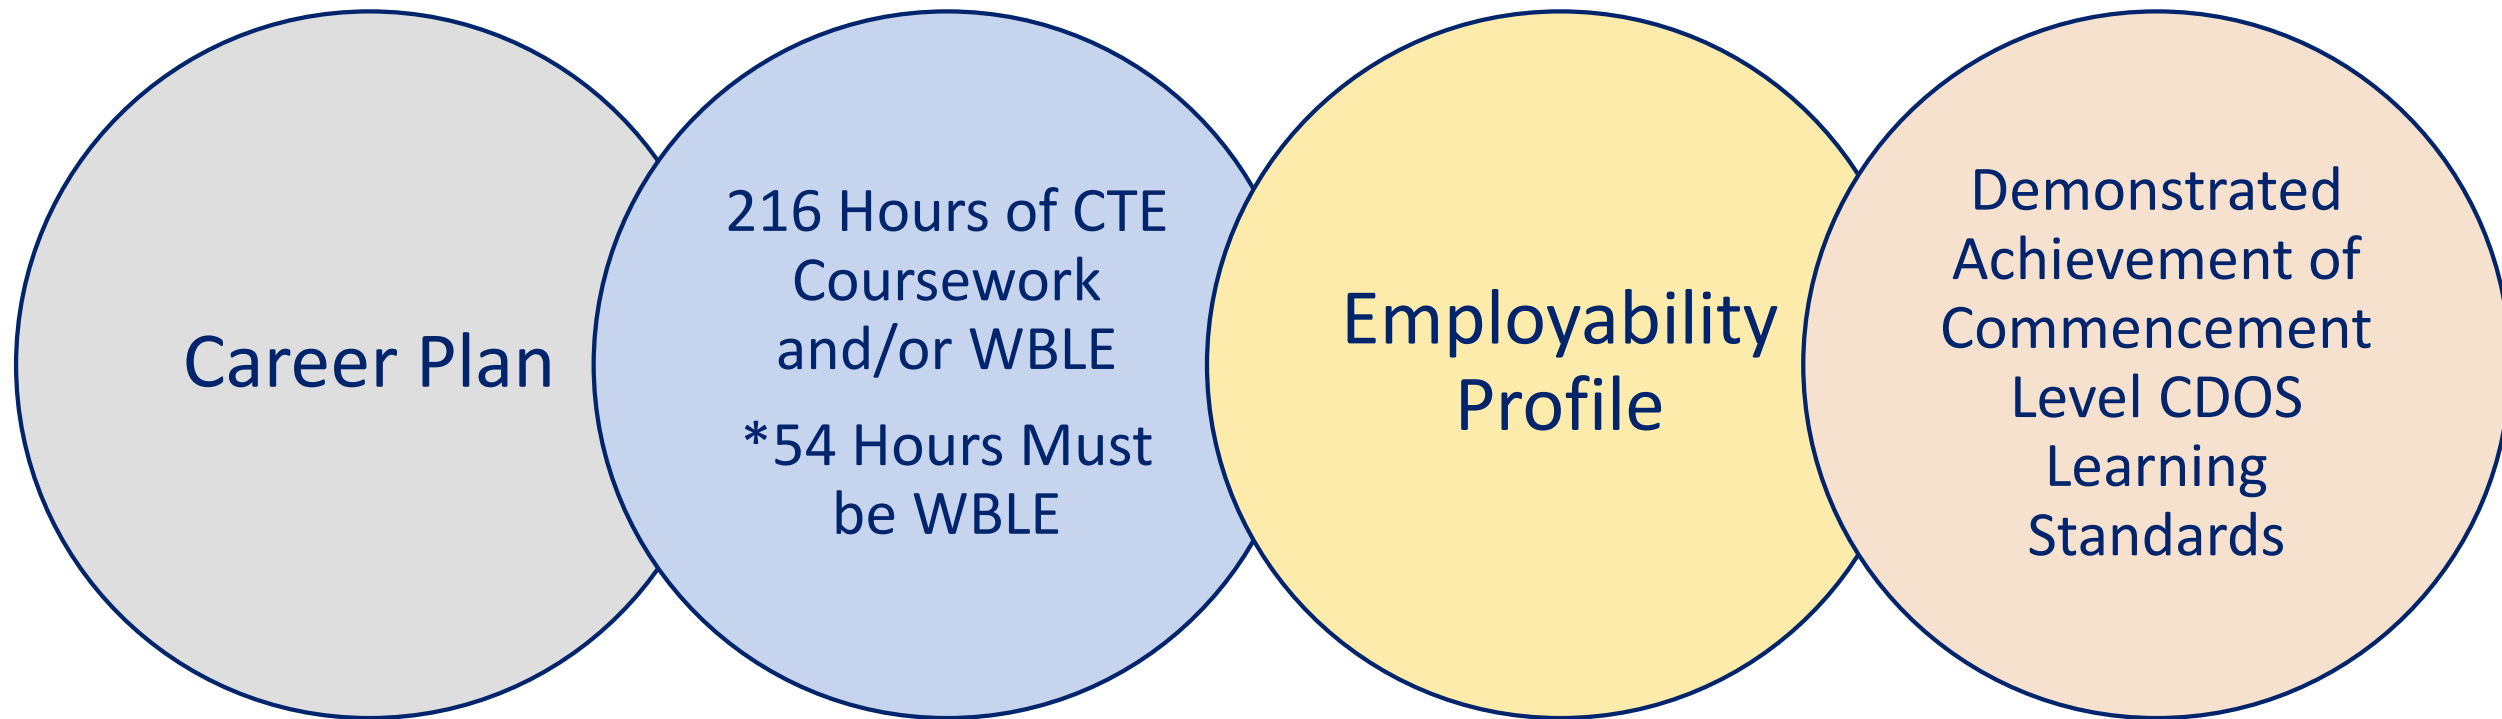 Career Plan
216 Hours of CTE
Coursework
and/or WBLE
*54 Hours Must
be WBLE
Employability
Profile
Demonstrated
Achievement of
Commencement
Level CDOS
Learning
Standards